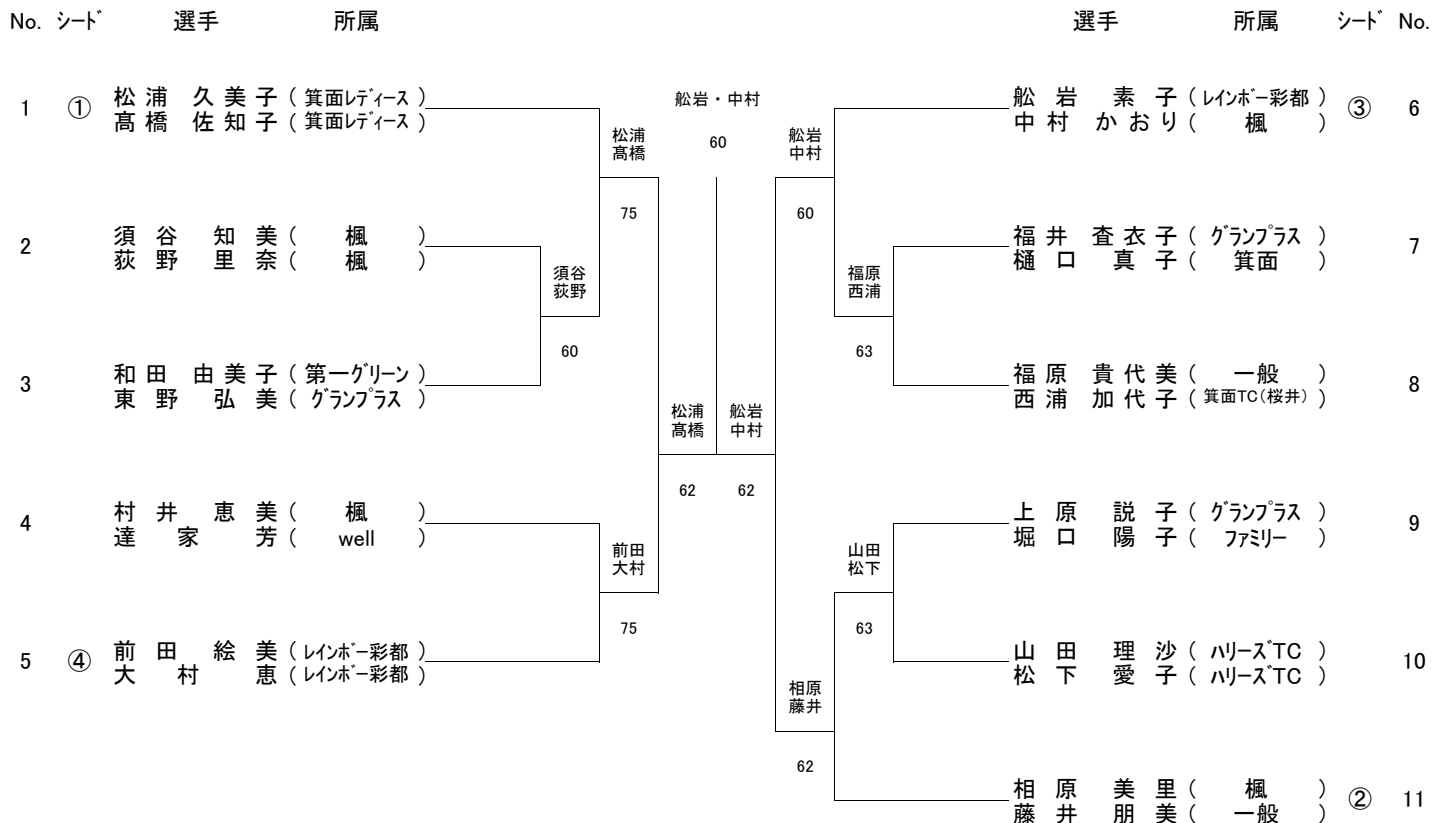 No. シード 選手 所属 選手 所属 シード No.
1 ① 松浦 久美子 ( 箕面レディース )
髙橋 佐知子 ( 箕面レディース )
舩岩・中村
60
舩岩 素子 ( レインボー彩都 ) ③ 6
中村 かおり ( 楓 )
松浦
髙橋
75
舩岩
中村
60
2 須谷 知美 ( 楓 )
荻野 里奈 ( 楓 )
福井 査衣子 ( グランプラス ) 7
樋口 真子 ( 箕面 )
須谷
荻野
60
福原
西浦
63
3 和田 由美子 ( 第一グリーン )
東野 弘美 ( グランプラス )
福原 貴代美 ( 一般 ) 8
西浦 加代子 ( 箕面TC(桜井) )
松浦
髙橋
62
舩岩
中村
62
4 村井 恵美 ( 楓 )
達家 芳 ( well )
上原 説子 ( グランプラス ) 9
堀口 陽子 ( ファミリー )
前田
大村
75
山田
松下
63
5 ④ 前田 絵美 ( レインボー彩都 )
大村 恵 ( レインボー彩都 )
山田 理沙 ( ハリーズTC ) 10
松下 愛子 ( ハリーズTC )
相原
藤井
62
相原 美里 ( 楓 ) ② 11
藤井 朋美 ( 一般 )